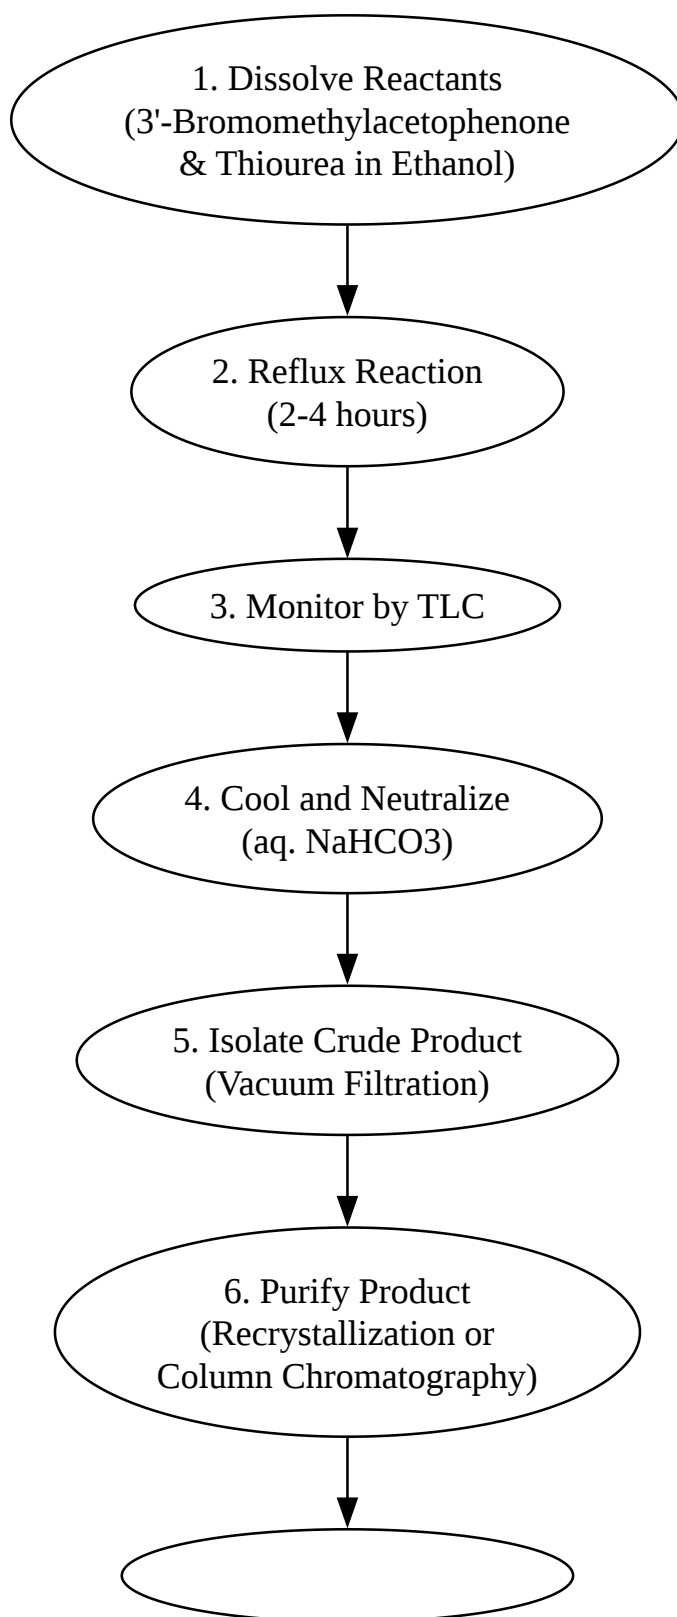 1. Dissolve Reactants
(3'-Bromomethylacetophenone
& Thiourea in Ethanol)
2. Reflux Reaction
(2-4 hours)
3. Monitor by TLC
4. Cool and Neutralize
(aq. NaHCO3)
5. Isolate Crude Product
(Vacuum Filtration)
6. Purify Product
(Recrystallization or
Column Chromatography)